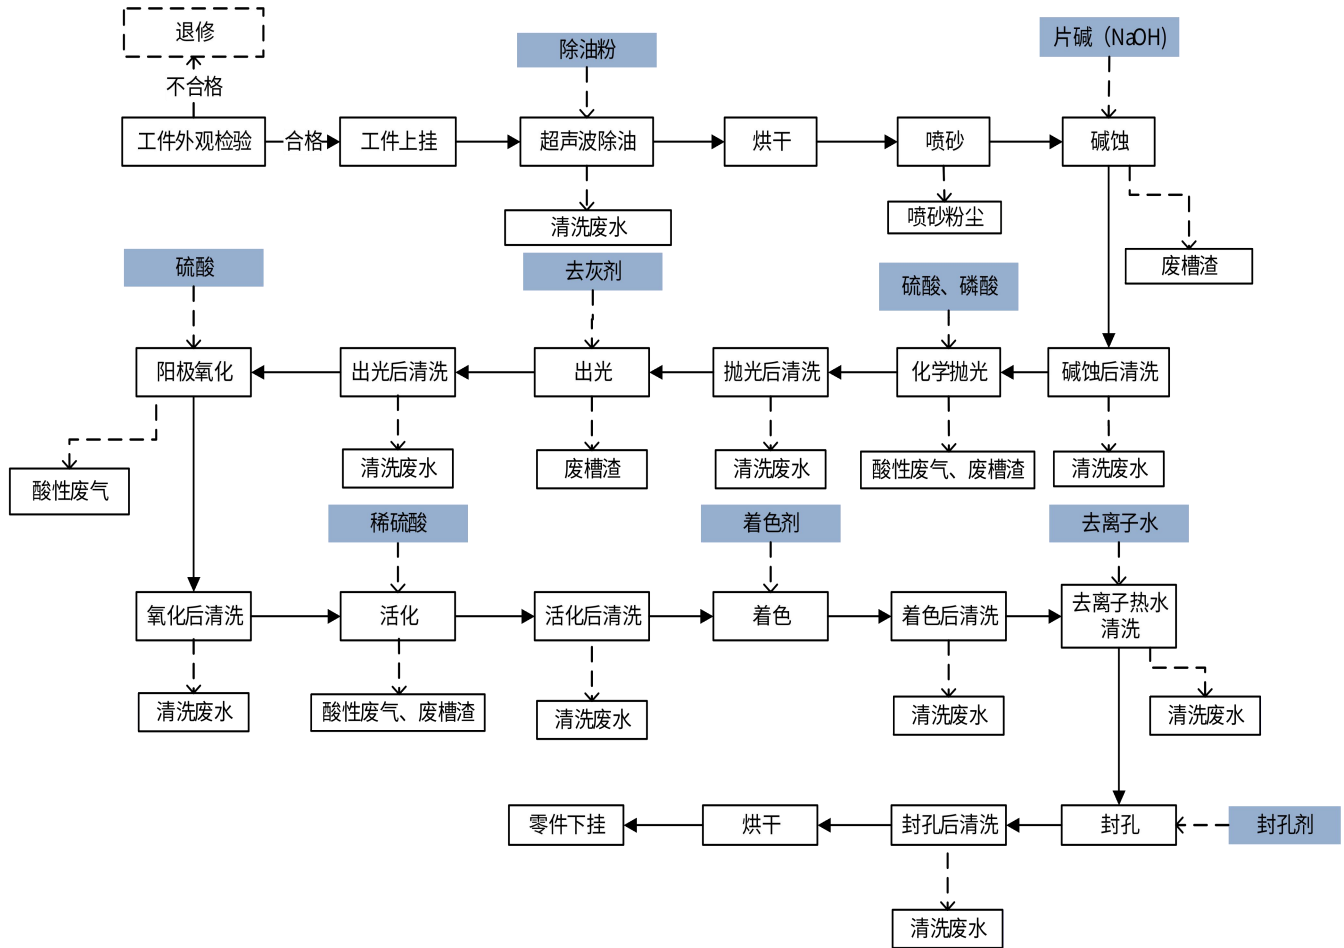 退修
除油粉
片碱（NaOH)
不合格
工件外观检验
合格
工件上挂
超声波除油
烘干
喷砂
碱蚀
清洗废水
喷砂粉尘
废槽渣
硫酸
去灰剂
硫酸、磷酸
阳极氧化
出光后清洗
出光
抛光后清洗
化学抛光
碱蚀后清洗
酸性废气
清洗废水
废槽渣
清洗废水
酸性废气、废槽渣
清洗废水
稀硫酸
着色剂
去离子水
氧化后清洗
活化
活化后清洗
着色
着色后清洗
去离子热水
清洗
清洗废水
酸性废气、废槽渣
清洗废水
清洗废水
清洗废水
零件下挂
烘干
封孔后清洗
封孔
封孔剂
清洗废水